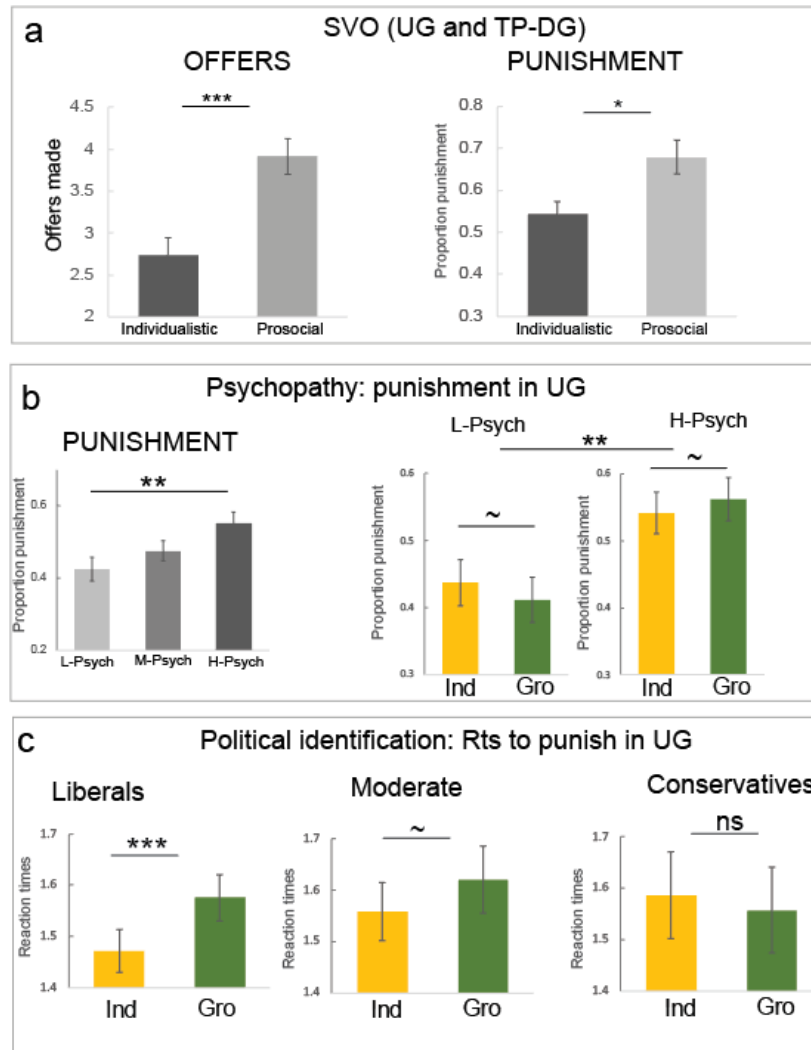 a
SVO (UG and TP-DG)
OFFERS
***
4.5
4
3.5
3
2.5
2
Offers made
Individualistic
Prosocial
PUNISHMENT
*
0.8
0.7
0.6
0.5
0.4
0.3
Proportion punishment
Individualistic
Prosocial
b
Psychopathy: punishment in UG
PUNISHMENT
**
0.6
0.4
0.2
Proportion punishment
L-Psych
M-Psych
H-Psych
L-Psych
**
H-Psych
~
0.6
0.5
0.4
0.3
Proportion punishment
Ind
Gro
~
0.6
0.5
0.4
0.3
Proportion punishment
Ind
Gro
c
Political identification: Rts to punish in UG
Liberals
***
1.7
1.6
1.5
1.4
Reaction times
Ind
Gro
Moderate
~
1.7
1.6
1.5
1.4
Reaction times
Ind
Gro
Conservatives
ns
1.7
1.6
1.5
1.4
Reaction times
Ind
Gro